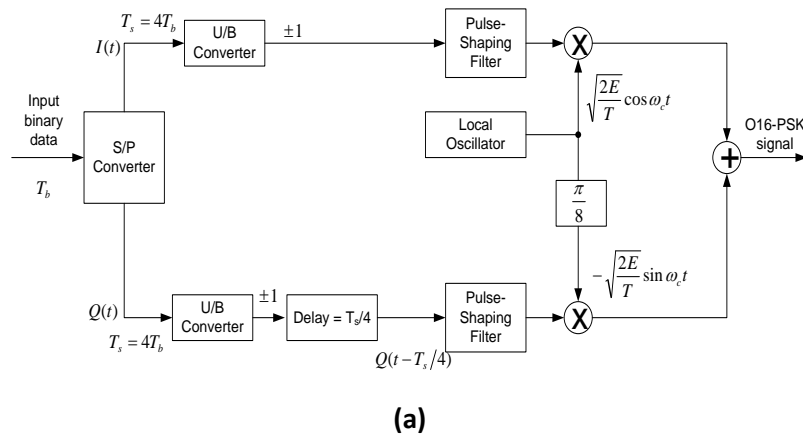 T_s = 4T_b
I(t)
U/B
Converter
±1
Pulse-
Shaping
Filter
X
√(2E/T) cos ω_c t
Input
binary
data
T_b
S/P
Converter
Local
Oscillator
π/8
+
O16-PSK
signal
−√(2E/T) sin ω_c t
Q(t)
T_s = 4T_b
U/B
Converter
±1
Delay = T_s/4
Q(t−T_s/4)
Pulse-
Shaping
Filter
X
(a)